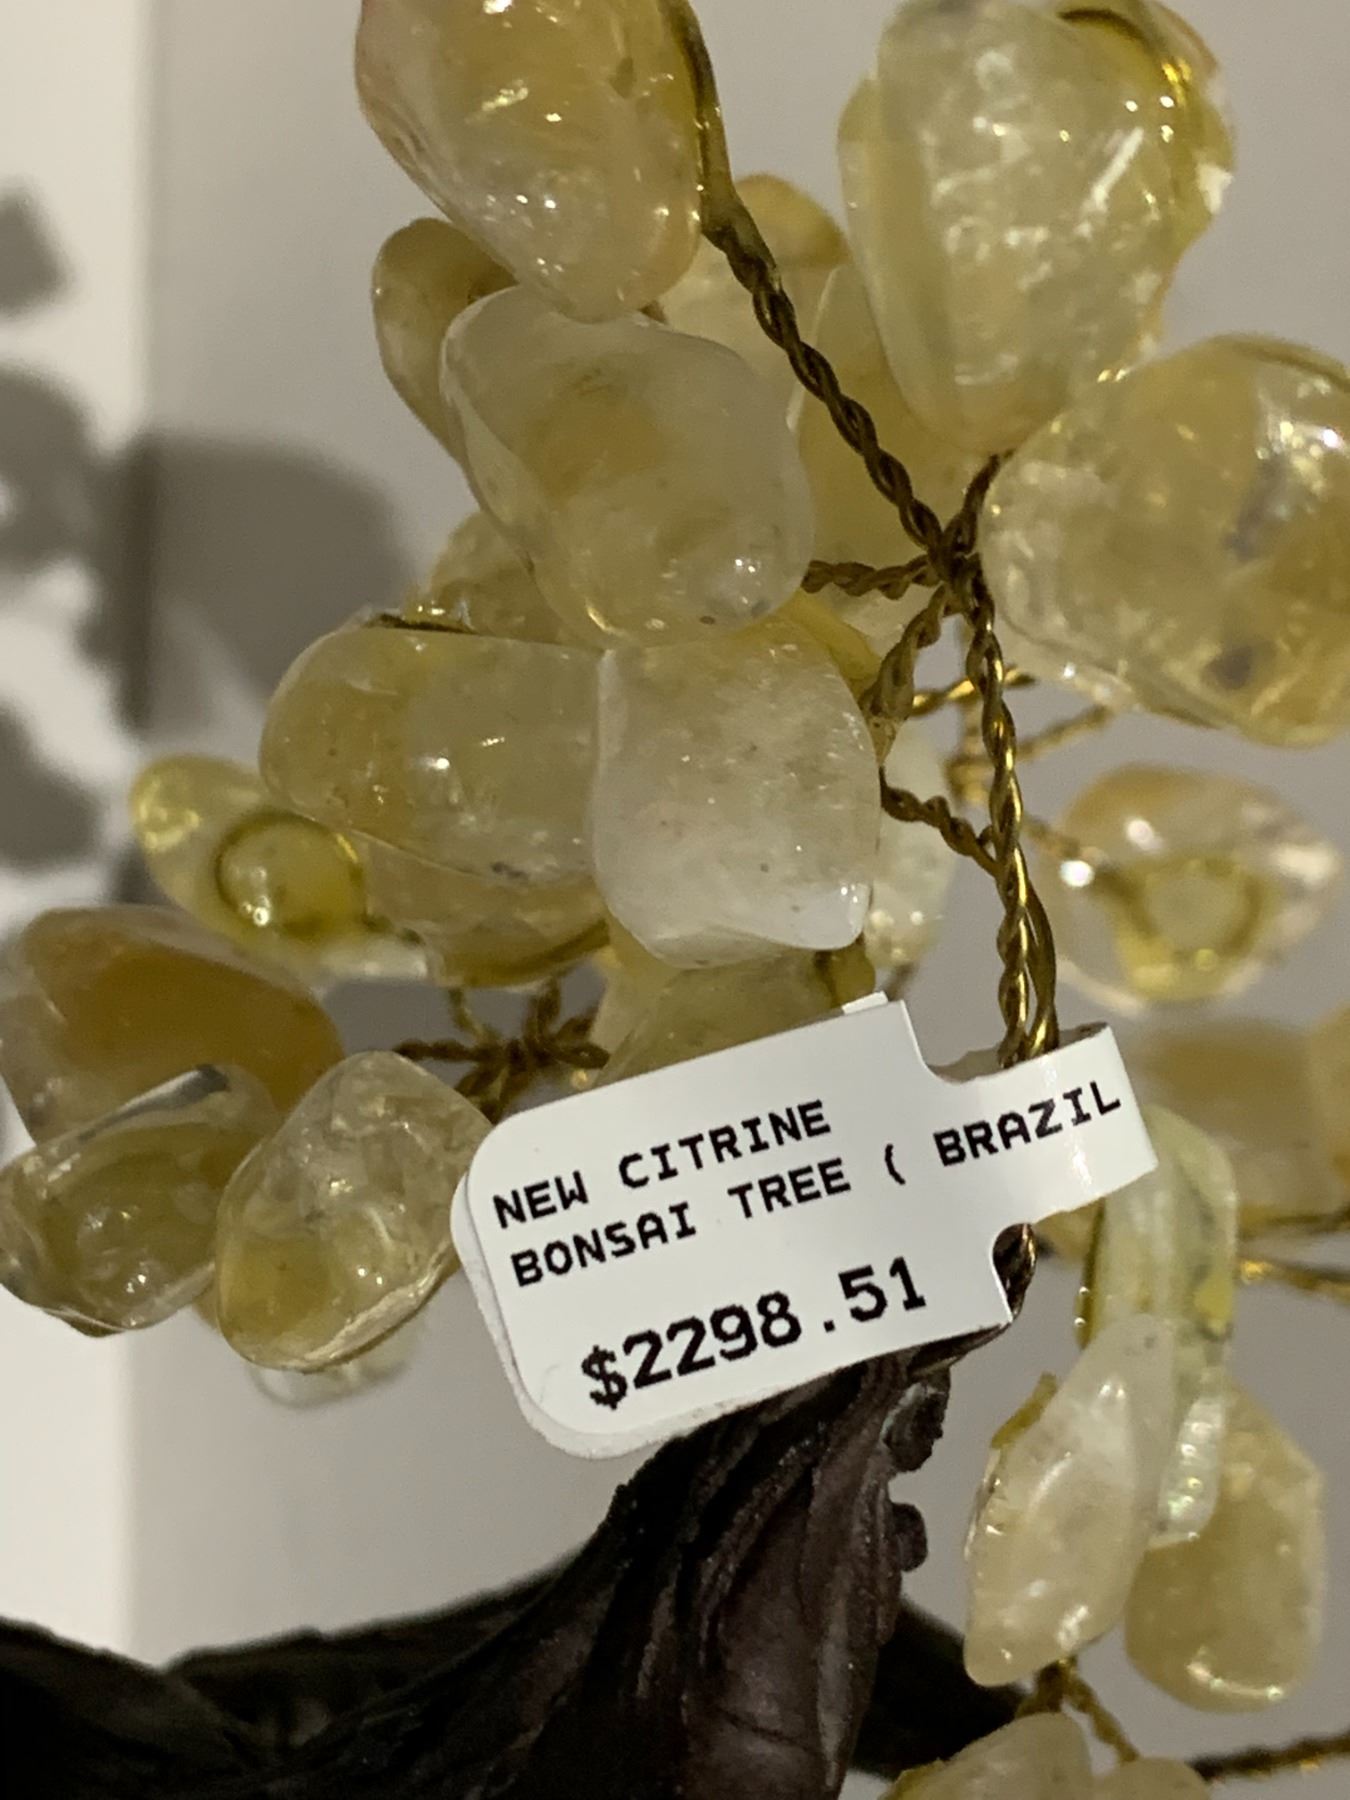 NEW CITRINE
BONSAI TREE ( BRAZIL
$2298.51